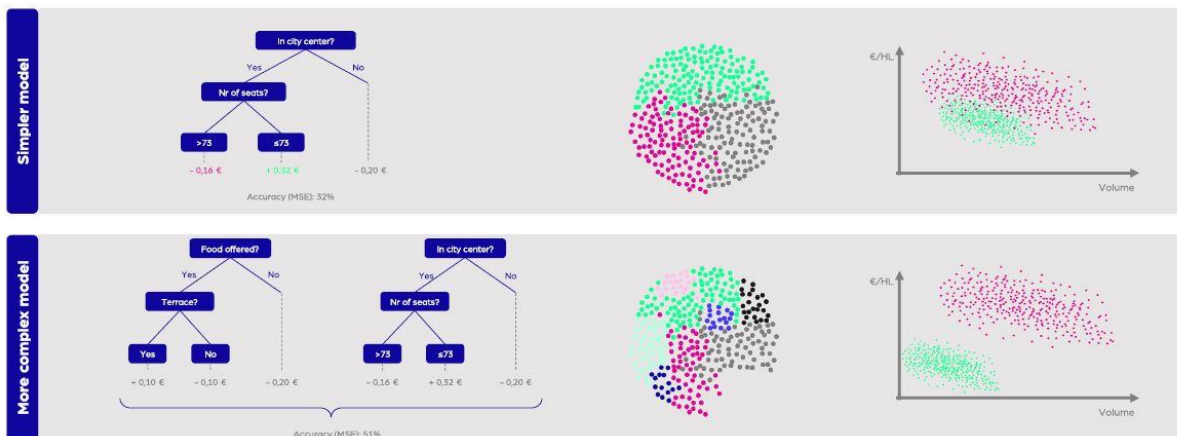 Simpler model
In city center?
Yes
No
Nr of seats?
>73
≤73
- 0,16 €
+ 0,32 €
- 0,20 €
Accuracy (MSE): 32%
€/HL
Volume
More complex model
Food offered?
Yes
No
Terrace?
Yes
No
+ 0,10 €
- 0,10 €
- 0,20 €
In city center?
Yes
No
Nr of seats?
>73
≤73
- 0,16 €
+ 0,32 €
- 0,20 €
Accuracy (MSE): 51%
€/HL
Volume